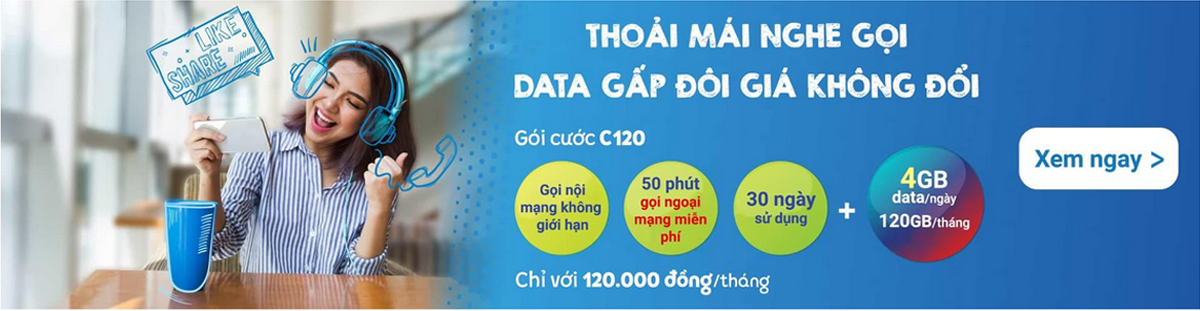 LIKE.
SHARE
THOẢI MÁI NGHE GỌI
DATA GẤP ĐÔI GIÁ KHÔNG ĐỔI
Gói cước C120
Gọi nội
mạng không
giới hạn
50 phút
gọi ngoại
mạng miễn
phí
30 ngày
sử dụng
+
4GB
data/ngày
120GB/tháng
Xem ngay >
Chỉ với 120.000 đồng/tháng